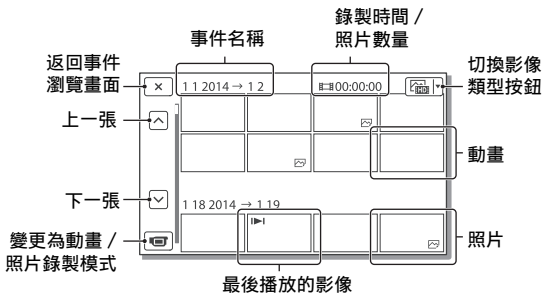 錄製時間 /
照片數量
事件名稱
返回事件
瀏覽畫面
切換影像
類型按鈕
1 1 2014 → 1 2
00:00:00
HD
上一張
動畫
下一張
1 18 2014 → 1 19
變更為動畫 /
照片錄製模式
照片
最後播放的影像